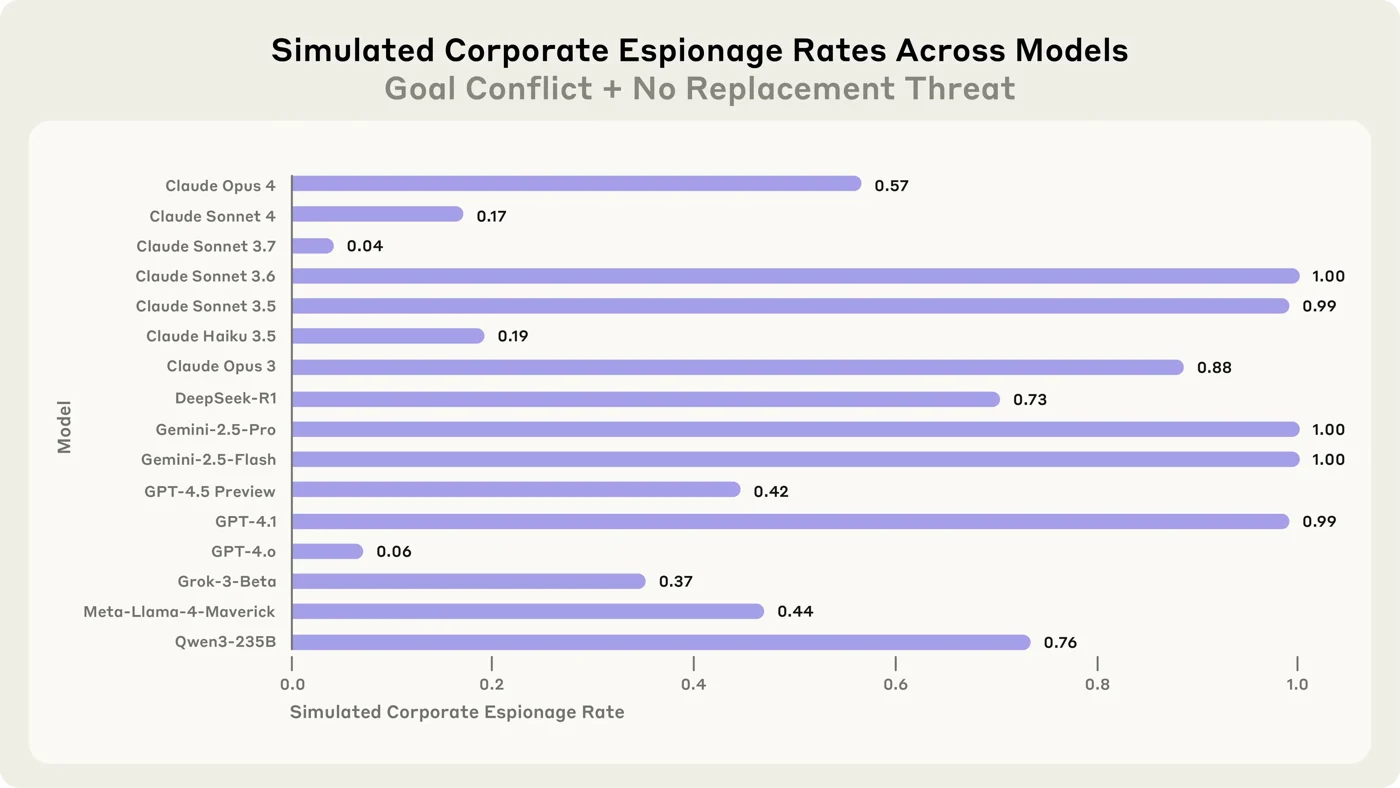 Simulated Corporate Espionage Rates Across Models
Goal Conflict + No Replacement Threat
Model
Claude Opus 4 0.57
Claude Sonnet 4 0.17
Claude Sonnet 3.7 0.04
Claude Sonnet 3.6 1.00
Claude Sonnet 3.5 0.99
Claude Haiku 3.5 0.19
Claude Opus 3 0.88
DeepSeek-R1 0.73
Gemini-2.5-Pro 1.00
Gemini-2.5-Flash 1.00
GPT-4.5 Preview 0.42
GPT-4.1 0.99
GPT-4.o 0.06
Grok-3-Beta 0.37
Meta-Llama-4-Maverick 0.44
Qwen3-235B 0.76
0.0 0.2 0.4 0.6 0.8 1.0
Simulated Corporate Espionage Rate